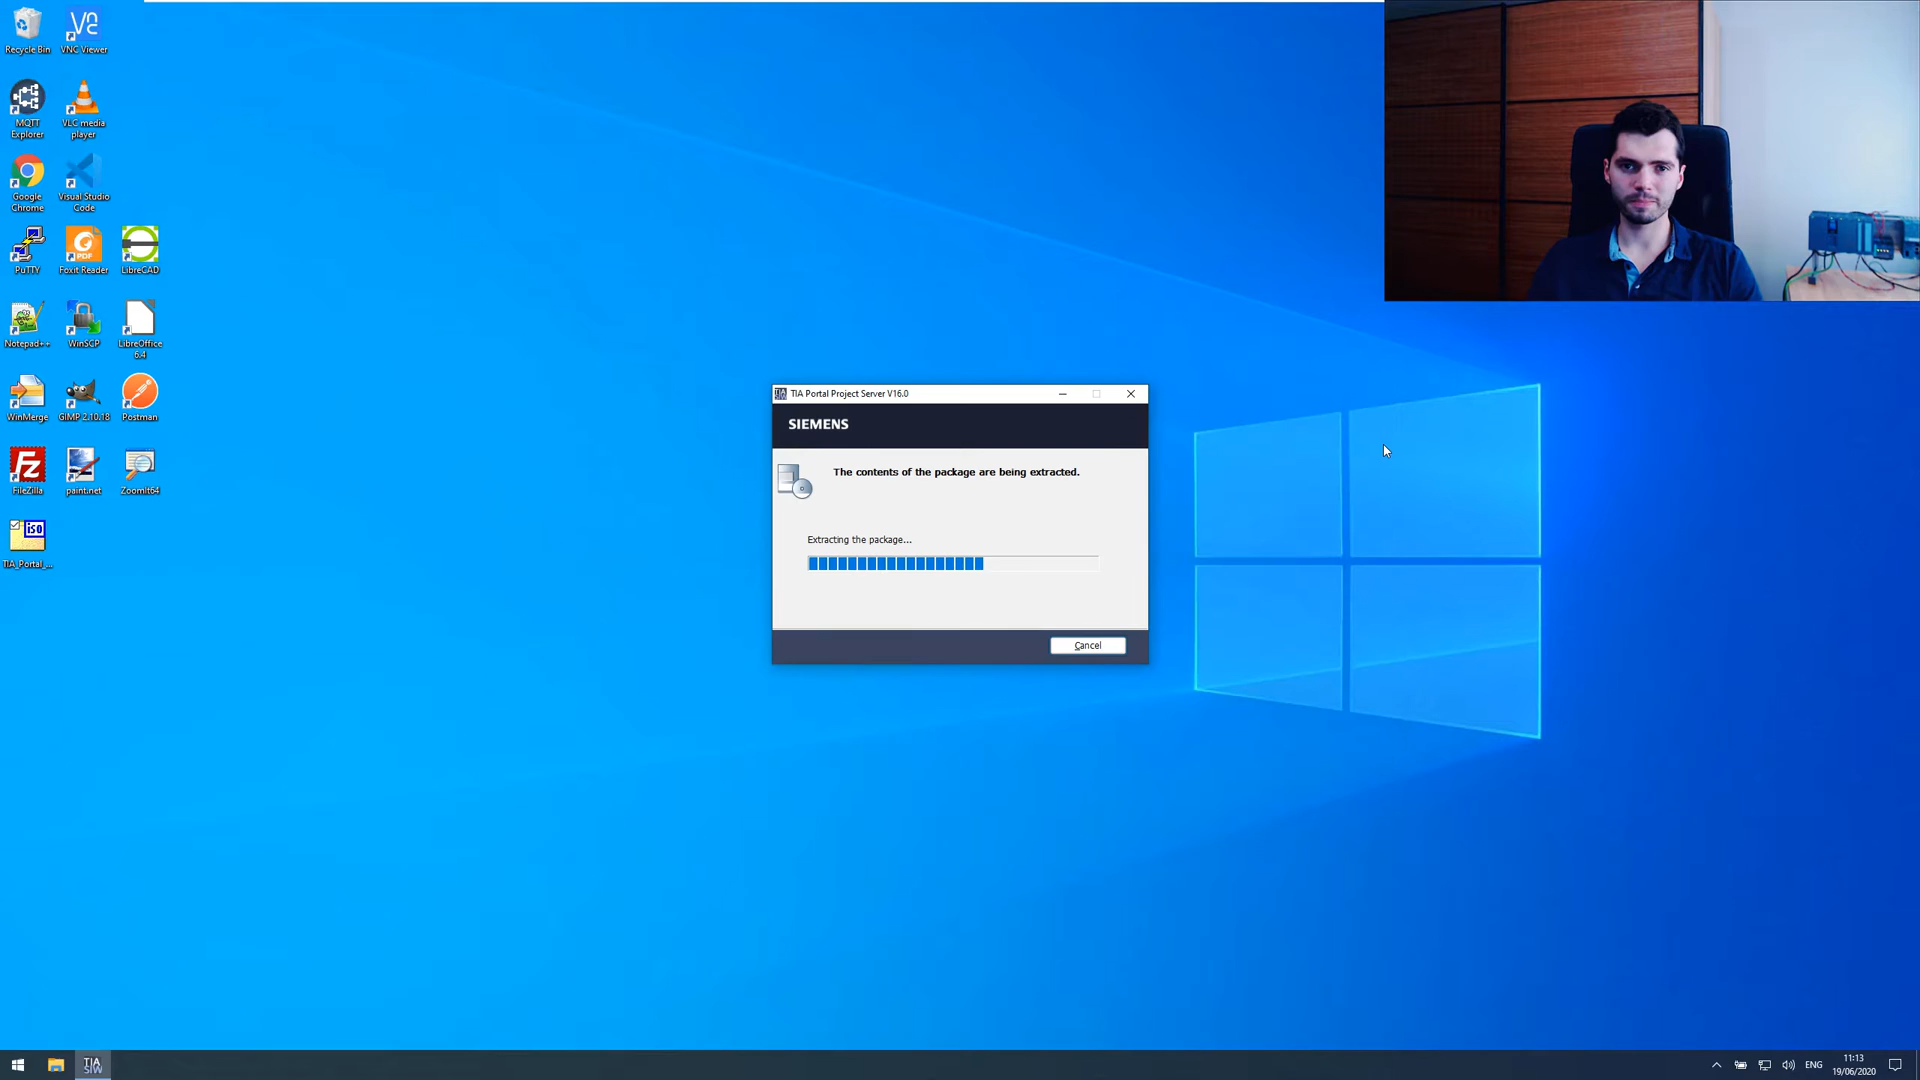 Recycle Bin
VNC Viewer
MQTT
Explorer
VLC media
player
Google
Chrome
Visual Studio
Code
PuTTY
Foxit Reader
LibreCAD
Notepad++
WinSCP
LibreOffice
6.4
WinMerge
GIMP 2.10.18
Postman
FileZilla
paint.net
ZoomIt64
iso
TIA_Portal_...
TIA Portal Project Server V16.0
SIEMENS
The contents of the package are being extracted.
Extracting the package...
Cancel
TIA
SIW
ENG
11:13
19/06/2020